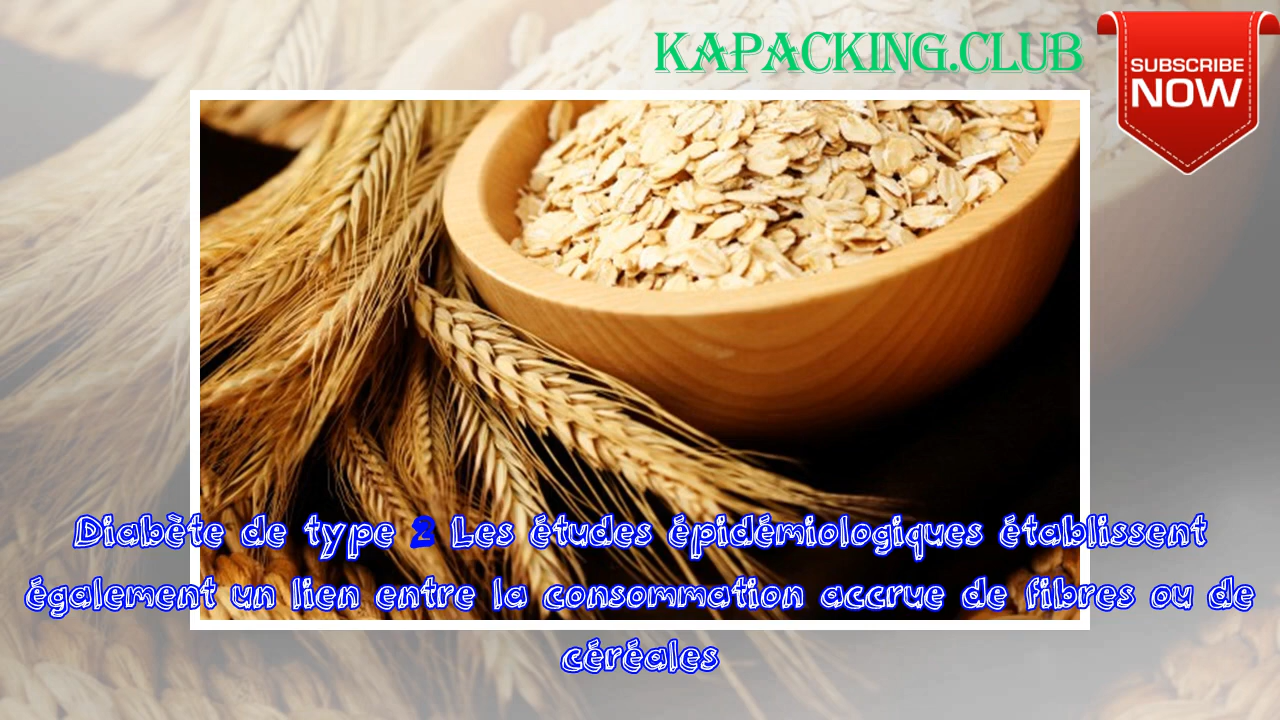 KAPACKING.CLUB
SUBSCRIBE
NOW
Diabète de type 2 Les études épidémiologiques établissent
également un lien entre la consommation accrue de fibres ou de
céréales